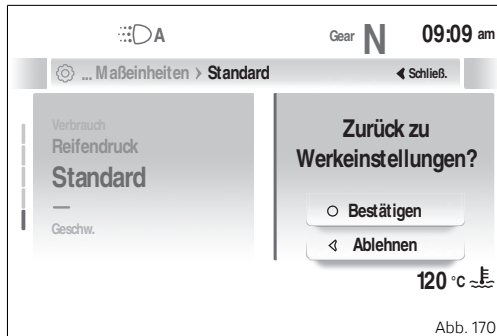 A
Gear N 09:09 am
... Maßeinheiten > Standard
Schließ.
Verbrauch
Reifendruck
Standard
—
Geschw.
Zurück zu
Werkeinstellungen?
Bestätigen
Ablehnen
120 °C
Abb. 170